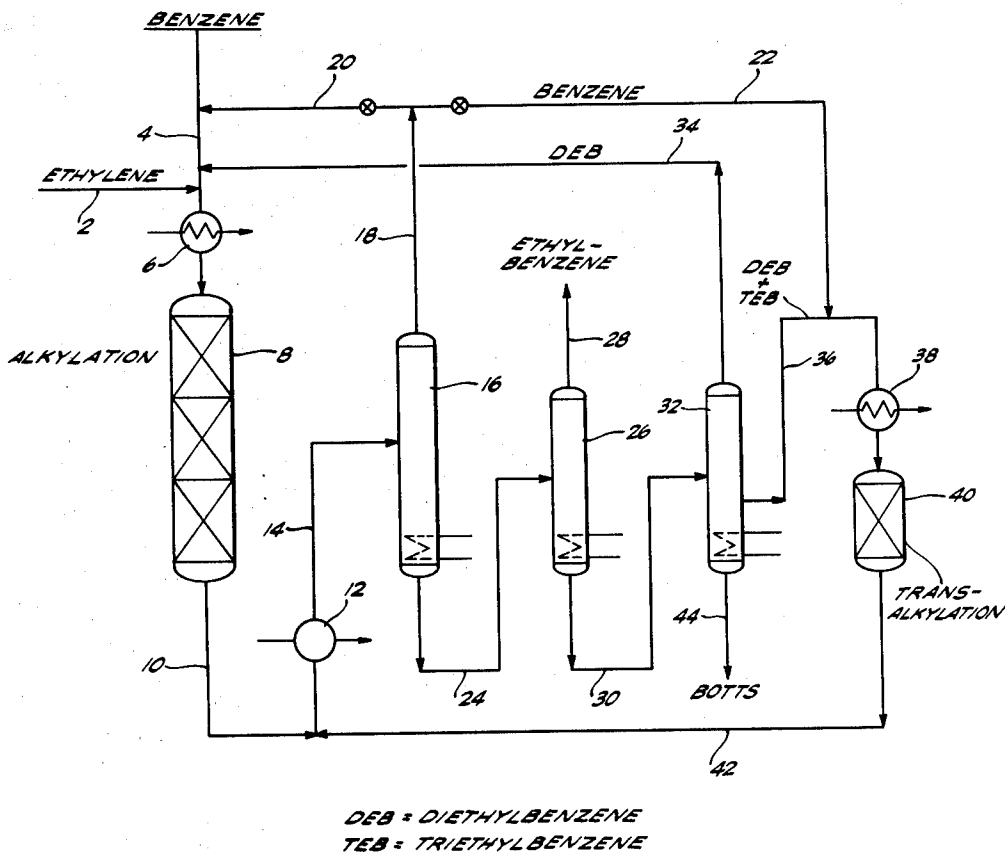 BENZENE
20
22
BENZENE
4
34
DEB
ETHYLENE
2
18
6
ETHYL-
BENZENE
DEB
+
TEB
28
ALKYLATION
8
16
36
38
32
26
40
14
12
TRANS-
ALKYLATION
44
10
24
30
BOTTS
42
DEB = DIETHYLBENZENE
TEB = TRIETHYLBENZENE